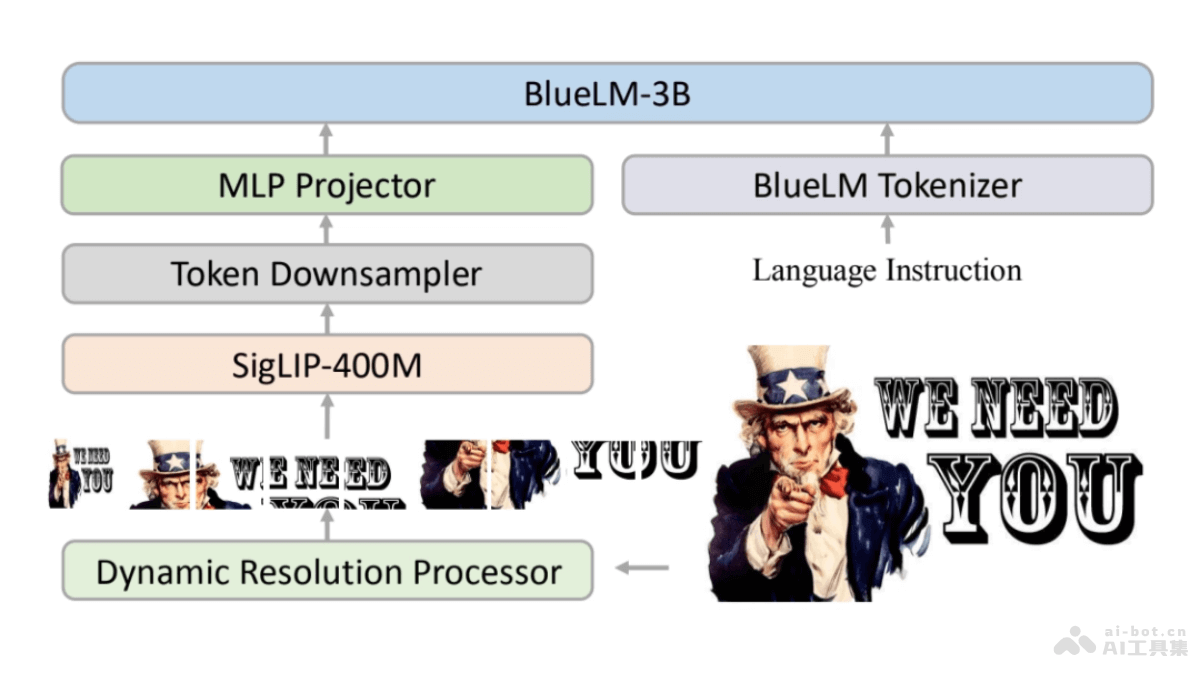 BlueLM-3B
MLP Projector
BlueLM Tokenizer
Token Downsampler
Language Instruction
SigLIP-400M
WE NEED
YOU
WE NEED
YOU
WE NEED
YOU
YOU
Dynamic Resolution Processor
ai-bot.cn
AI工具集